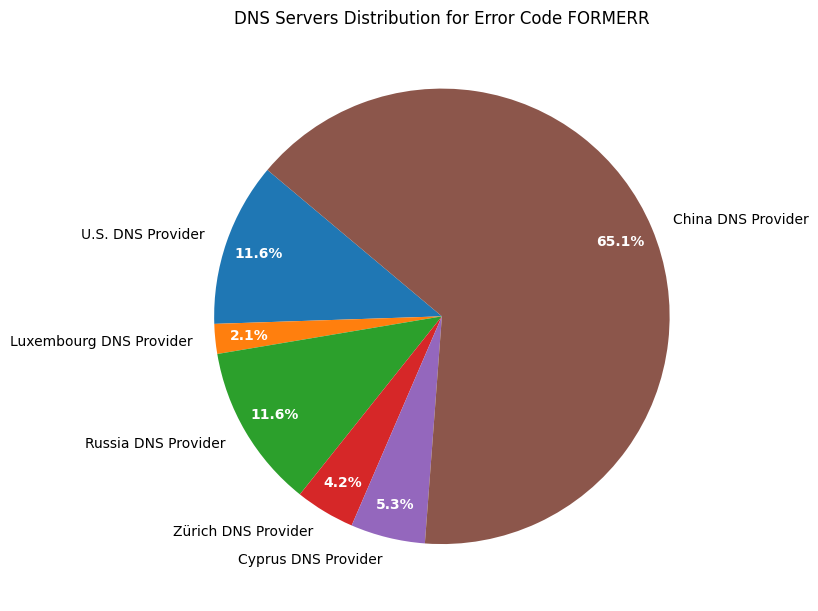 DNS Servers Distribution for Error Code FORMERR
China DNS Provider
65.1%
U.S. DNS Provider
11.6%
Luxembourg DNS Provider
2.1%
Russia DNS Provider
11.6%
Zürich DNS Provider
4.2%
Cyprus DNS Provider
5.3%